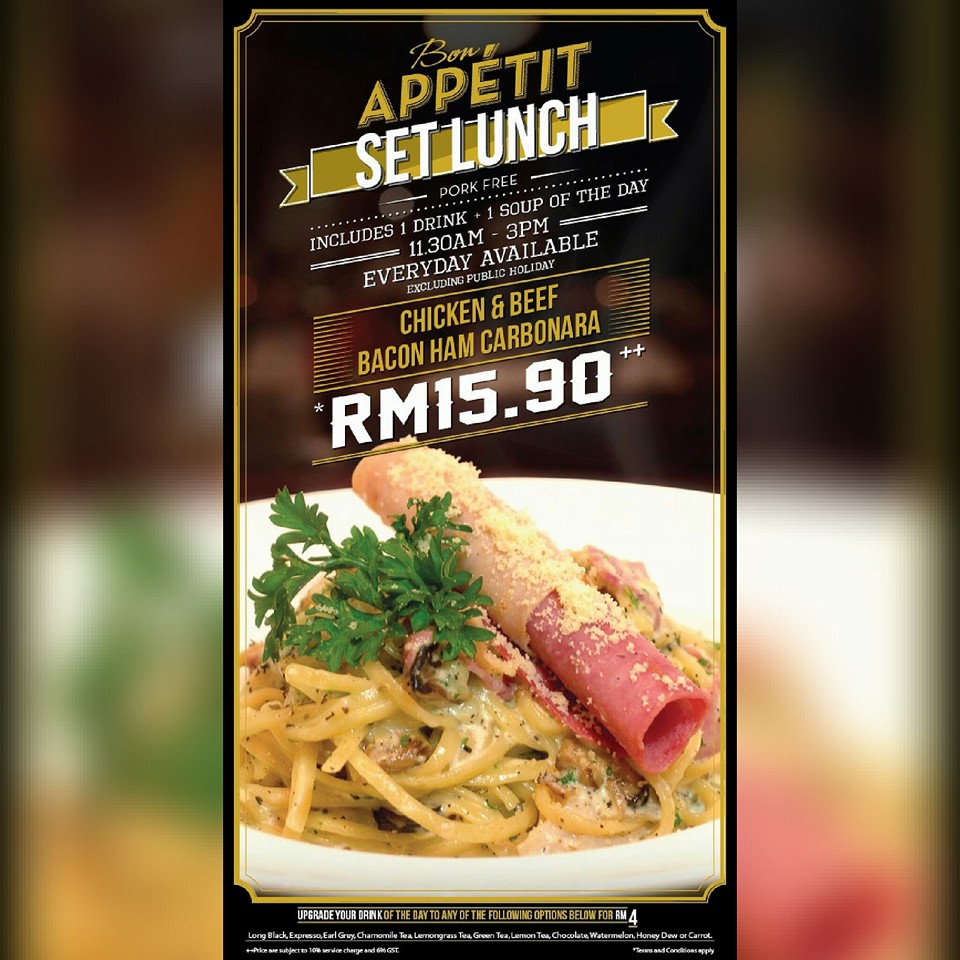 Bon
APPÉTIT
SET LUNCH
PORK FREE
INCLUDES 1 DRINK + 1 SOUP OF THE DAY
11.30AM - 3PM
EVERYDAY AVAILABLE
EXCLUDING PUBLIC HOLIDAY
CHICKEN & BEEF
BACON HAM CARBONARA
*RM15.90++
UPGRADE YOUR DRINK OF THE DAY TO ANY OF THE FOLLOWING OPTIONS BELOW FOR RM 4
Long Black, Expresso, Earl Grey, Chamomile Tea, Lemongrass Tea, Green Tea, Lemon Tea, Chocolate, Watermelon, Honey Dew or Carrot.
++Price are subject to 10% service charge and 6% GST.
*Terms and Conditions apply